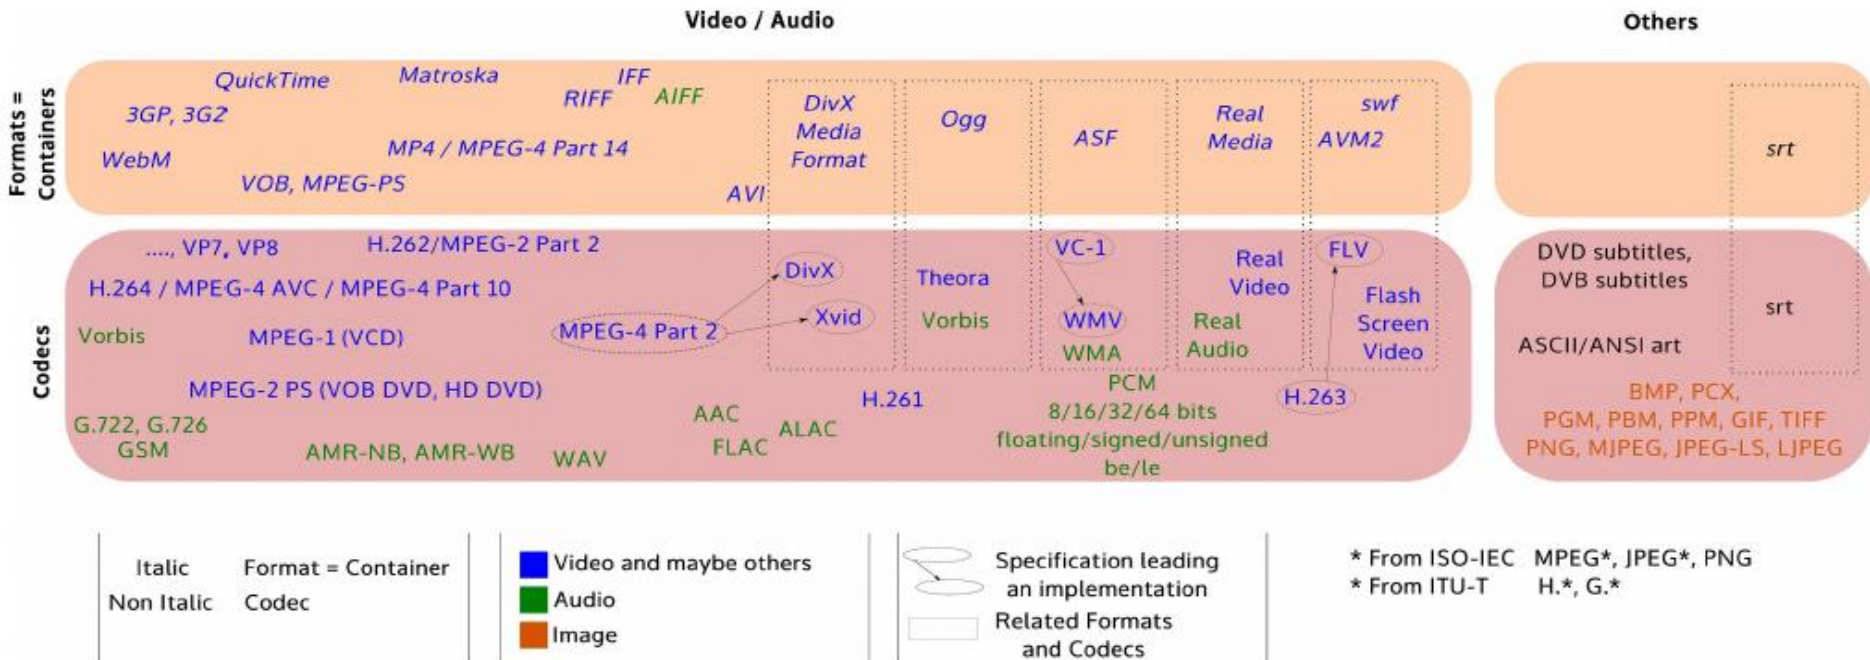 Video / Audio
Others
Formats =
Containers
QuickTime
Matroska
IFF
RIFF
AIFF
3GP, 3G2
WebM
MP4 / MPEG-4 Part 14
VOB, MPEG-PS
AVI
DivX
Media
Format
Ogg
ASF
Real
Media
swf
AVM2
srt
Codecs
...., VP7, VP8
H.262/MPEG-2 Part 2
H.264 / MPEG-4 AVC / MPEG-4 Part 10
Vorbis
MPEG-1 (VCD)
MPEG-4 Part 2
MPEG-2 PS (VOB DVD, HD DVD)
G.722, G.726
GSM
AMR-NB, AMR-WB
WAV
AAC
FLAC
ALAC
H.261
DivX
Xvid
Theora
Vorbis
VC-1
WMV
WMA
PCM
8/16/32/64 bits
floating/signed/unsigned
be/le
Real
Video
Real
Audio
FLV
Flash
Screen
Video
H.263
DVD subtitles,
DVB subtitles
srt
ASCII/ANSI art
BMP, PCX,
PGM, PBM, PPM, GIF, TIFF
PNG, MJPEG, JPEG-LS, LJPEG
Italic Format = Container
Non Italic Codec
Video and maybe others
Audio
Image
Specification leading
an implementation
Related Formats
and Codecs
* From ISO-IEC MPEG*, JPEG*, PNG
* From ITU-T H.*, G.*